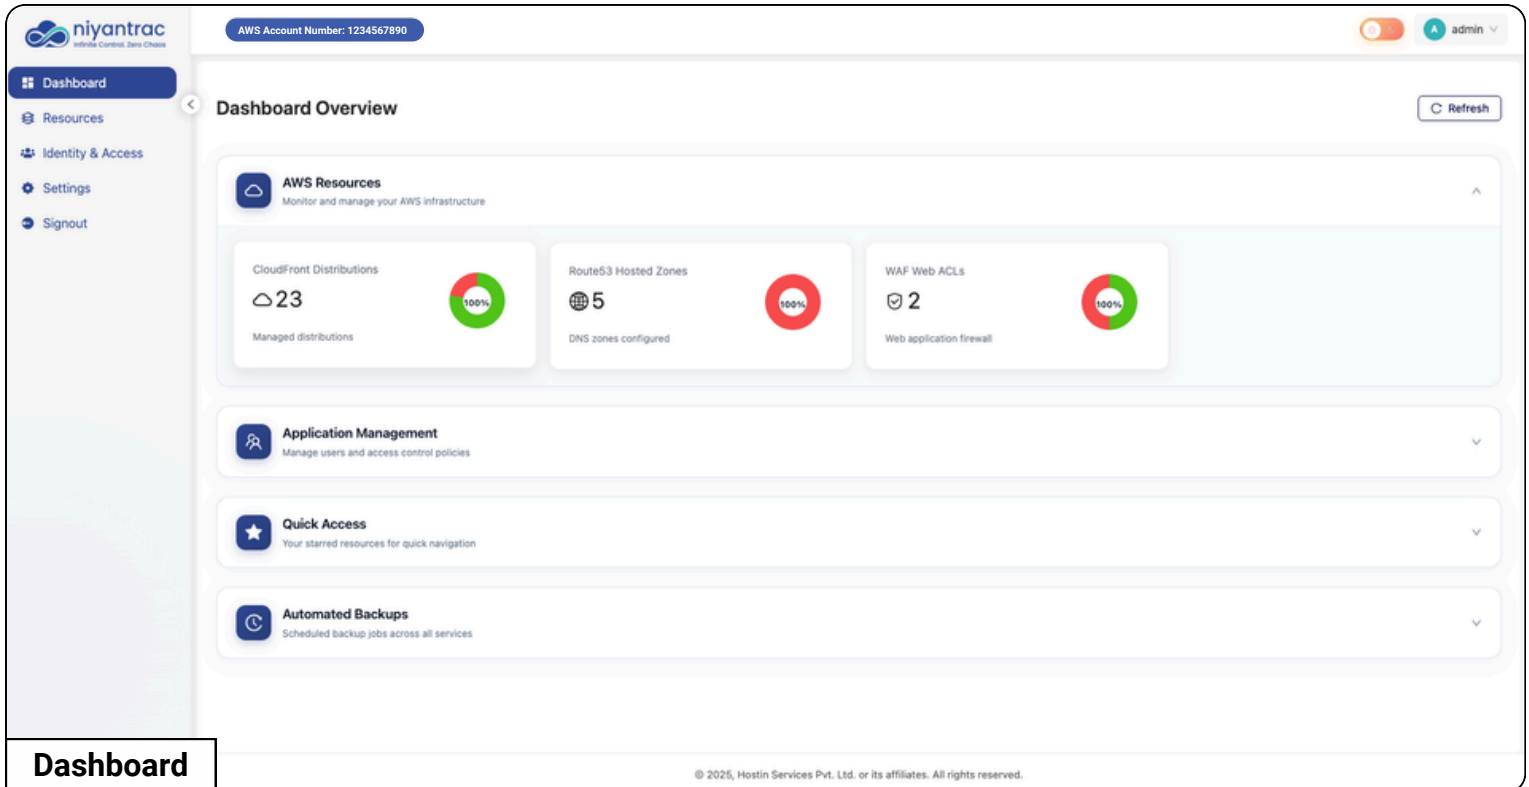 niyantrac
Infinite Control. Zero Chaos
AWS Account Number: 1234567890
A admin
Dashboard
Resources
Identity & Access
Settings
Signout
Dashboard Overview
Refresh
AWS Resources
Monitor and manage your AWS infrastructure
CloudFront Distributions
23
100%
Managed distributions
Route53 Hosted Zones
5
100%
DNS zones configured
WAF Web ACLs
2
100%
Web application firewall
Application Management
Manage users and access control policies
Quick Access
Your starred resources for quick navigation
Automated Backups
Scheduled backup jobs across all services
Dashboard
© 2025, Hostin Services Pvt. Ltd. or its affiliates. All rights reserved.